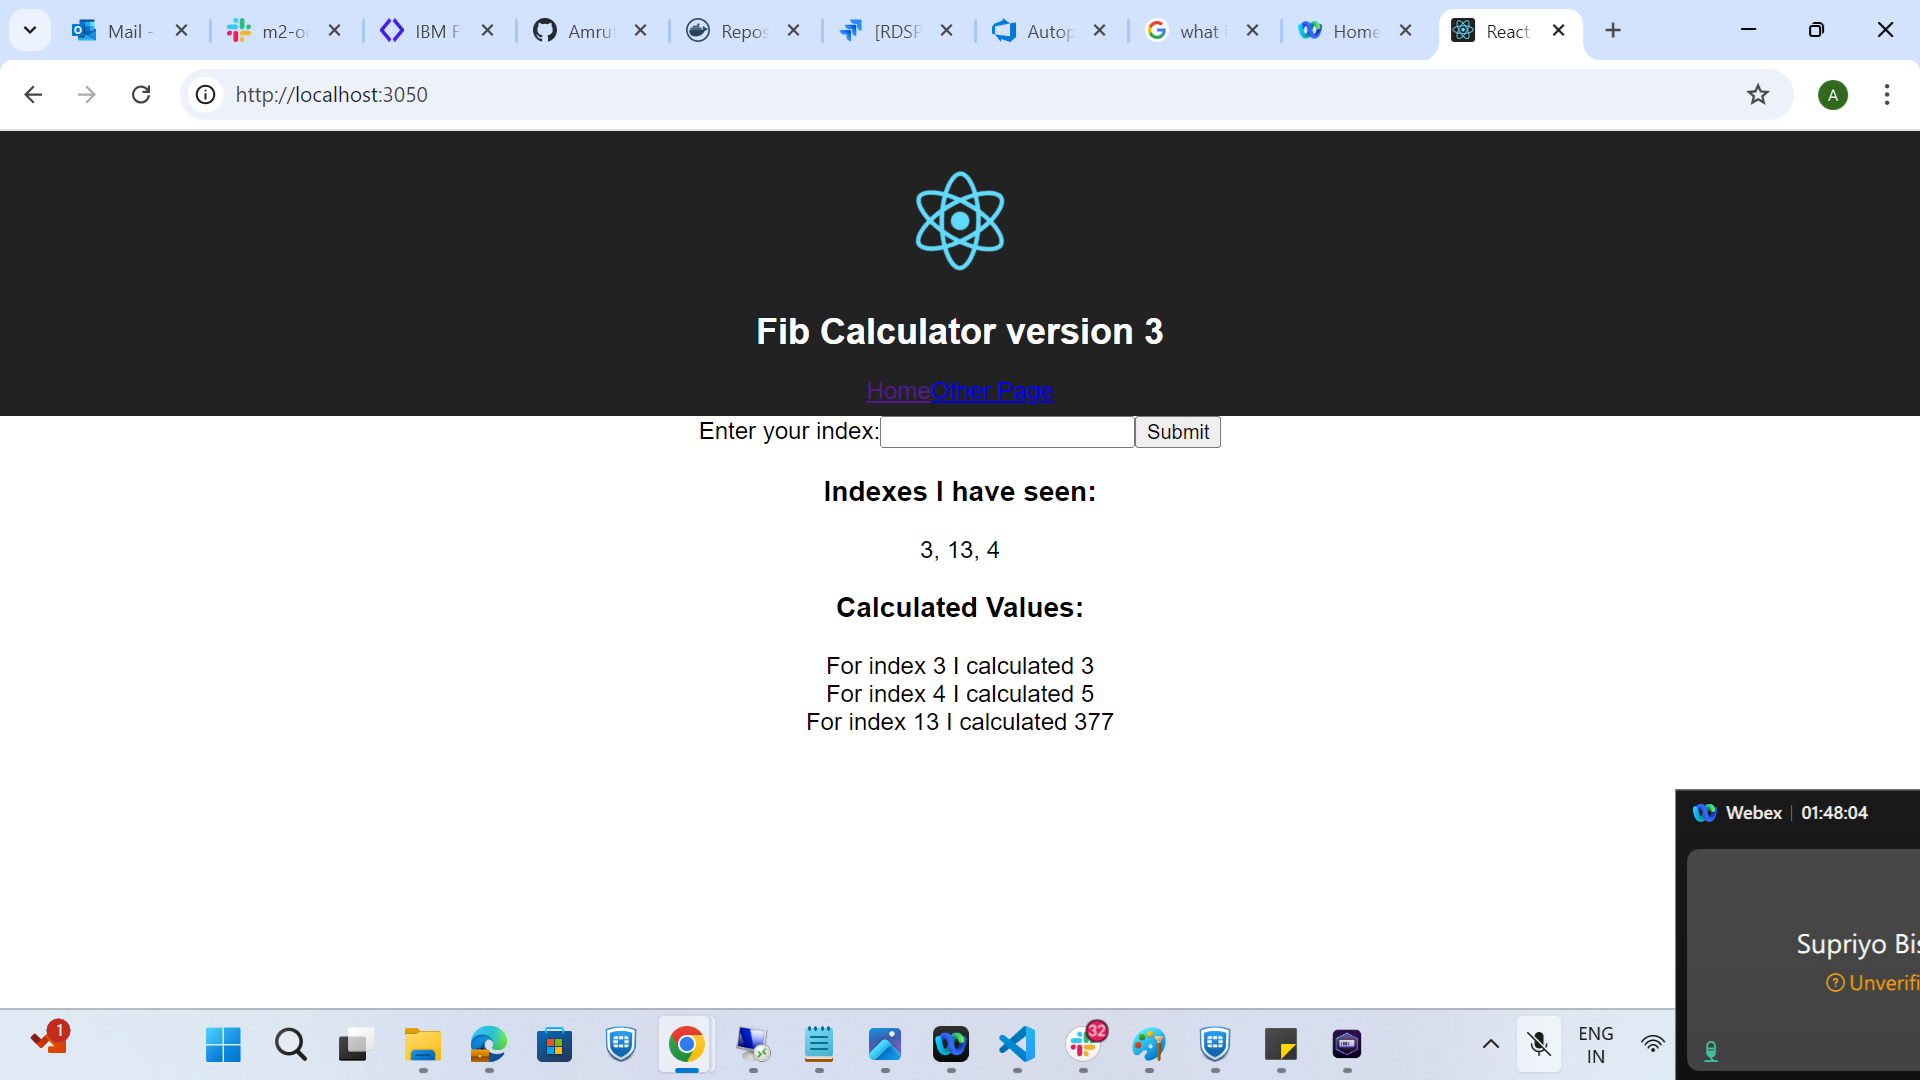 Mail -
m2-o
IBM F
Amru
Repos
[RDSP
Autop
what i
Home
React
http://localhost:3050
A
Fib Calculator version 3
HomeOther Page
Enter your index:
Submit
Indexes I have seen:
3, 13, 4
Calculated Values:
For index 3 I calculated 3
For index 4 I calculated 5
For index 13 I calculated 377
Webex | 01:48:04
Supriyo Bis
Unverifi
1
32
ENG
IN